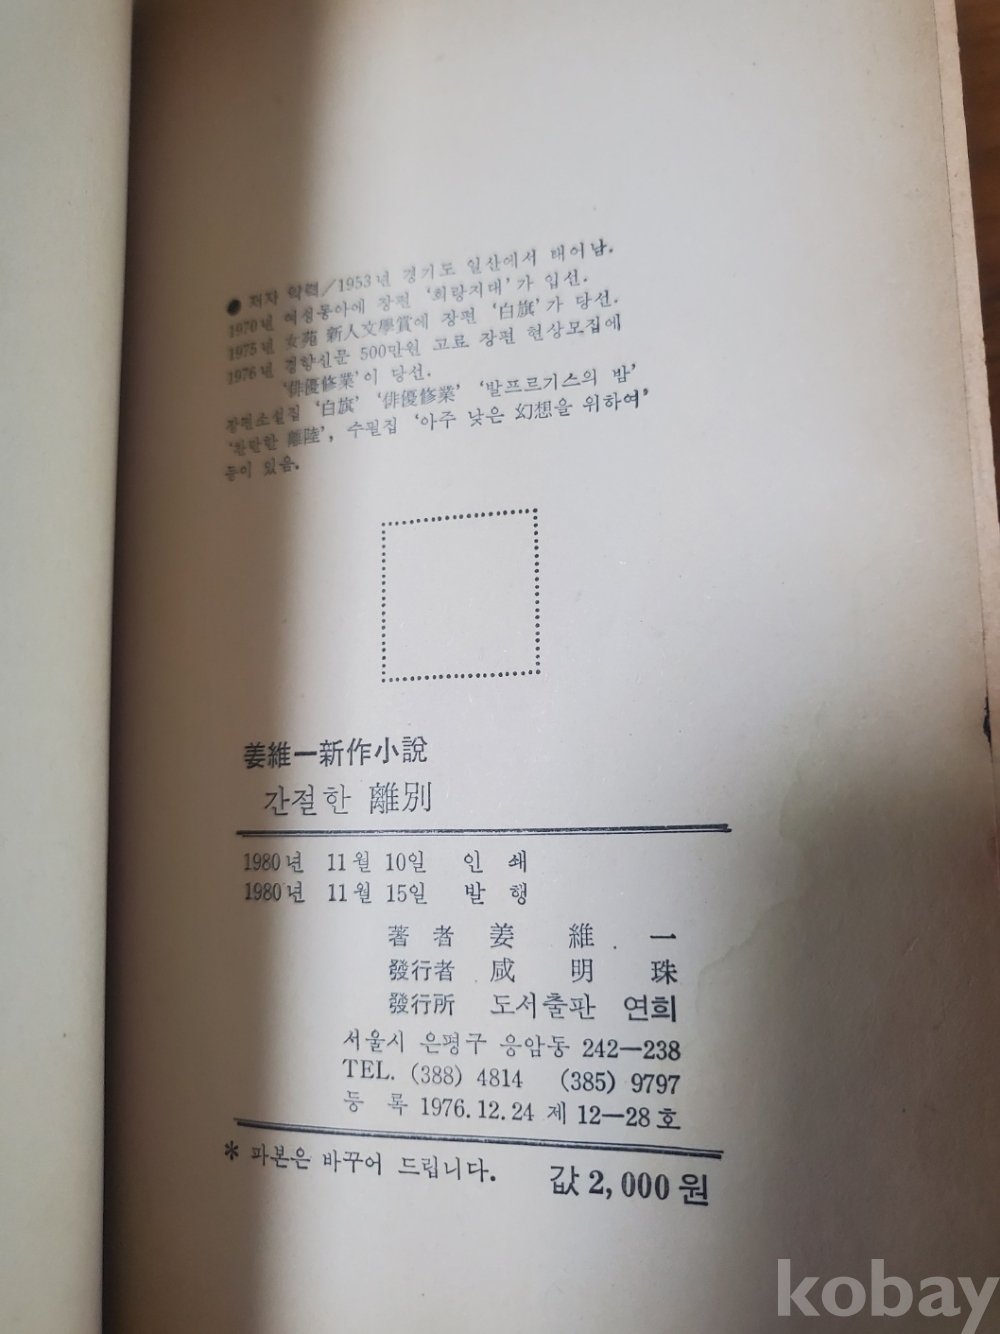 ● 저자 약력/1953년 경기도 일산에서 태어남.
1970년 여성동아에 장편 '희랑지대'가 입선.
1975년 女苑 新人文學賞에 장편 '白旗'가 당선.
1976년 경향신문 500만원 고료 장편 현상모집에
'俳優修業'이 당선.
장편소설집 '白旗' '俳優修業' '발프르기스의 밤'
'찬란한 離陸', 수필집 '아주 낮은 幻想을 위하여'
등이 있음.
姜維一新作小說
간절한 離別
1980년 11월 10일 인 쇄
1980년 11월 15일 발 행
著 者 姜 維 一
發行者 咸 明 珠
發行所 도서출판 연희
서울시 은평구 응암동 242—238
TEL. (388) 4814 (385) 9797
등 록 1976.12.24 제 12—28호
* 파본은 바꾸어 드립니다. 값 2,000원
kobay